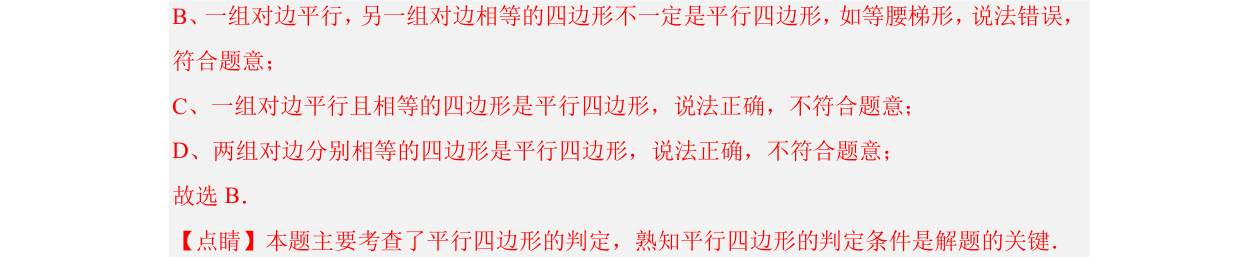 B、一组对边平行，另一组对边相等的四边形不一定是平行四边形，如等腰梯形，说法错误，
符合题意；
C、一组对边平行且相等的四边形是平行四边形，说法正确，不符合题意；
D、两组对边分别相等的四边形是平行四边形，说法正确，不符合题意；
故选 B．
【点睛】本题主要考查了平行四边形的判定，熟知平行四边形的判定条件是解题的关键．